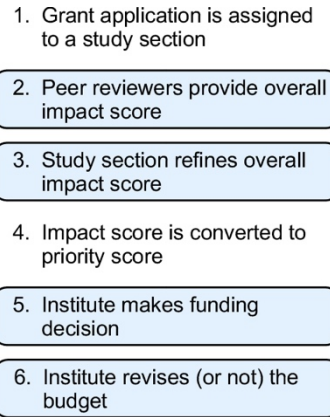 1. Grant application is assigned
to a study section
2. Peer reviewers provide overall
impact score
3. Study section refines overall
impact score
4. Impact score is converted to
priority score
5. Institute makes funding
decision
6. Institute revises (or not) the
budget